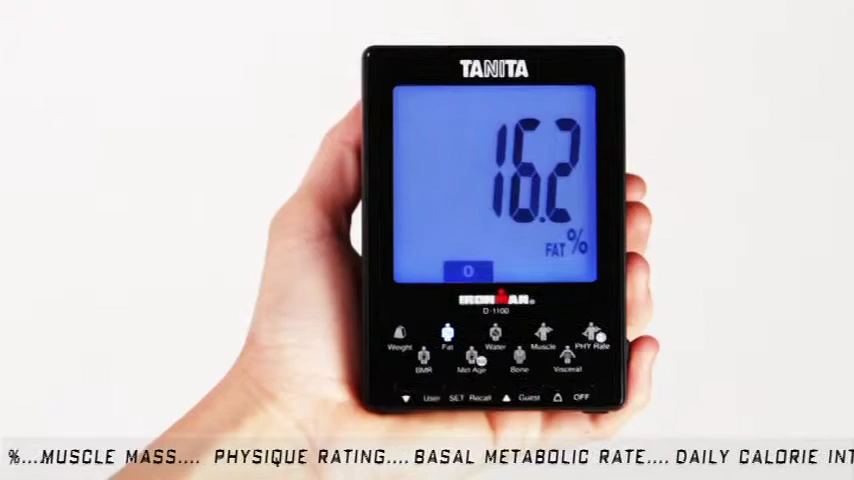 TANITA
16.2
FAT %
0
IRONMAN®
D-1100
Weight Fat Water Muscle PHY Rate
BMR Met Age Bone Visceral
▼ User SET Recall ▲ Guest OFF
%...MUSCLE MASS.... PHYSIQUE RATING.... BASAL METABOLIC RATE.... DAILY CALORIE INT